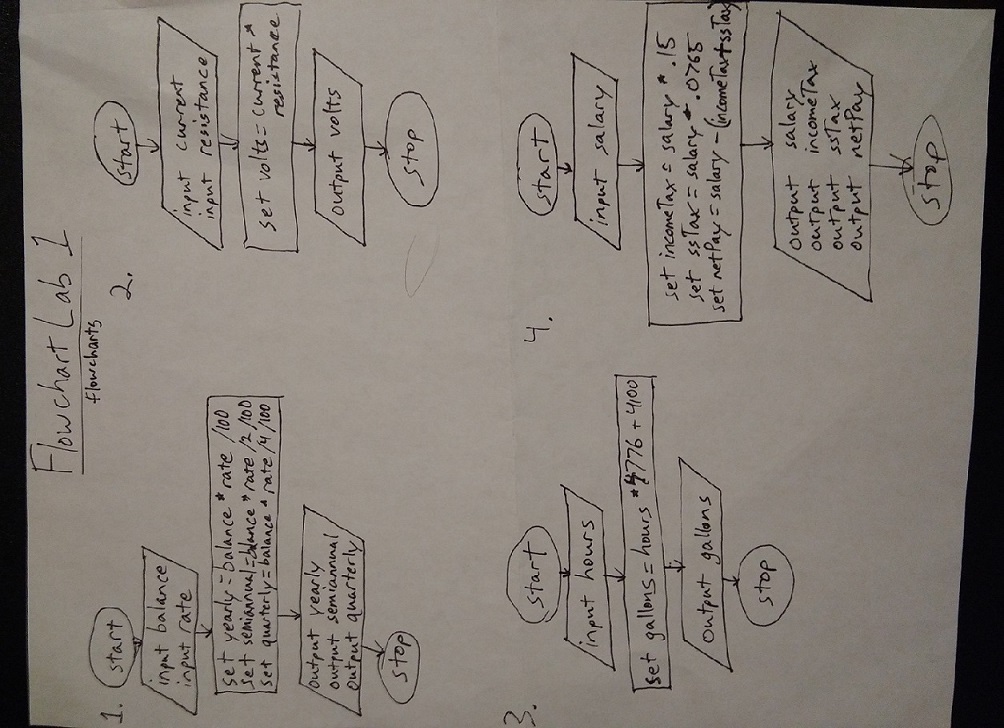 Flowchart Lab 1
flowcharts
1.
start
input balance
input rate
set yearly = balance * rate /100
set semiannual = blance * rate /2 /100
set quarterly = balance * rate /4 /100
output yearly
output semiannual
output quarterly
stop
2.
start
input current
input resistance
set volts = current *
resistance
output volts
stop
3.
start
input hours
set gallons = hours * 4776 + 4100
output gallons
stop
4.
start
input salary
set incomeTax = salary * .15
set ssTax = salary * .0765
set netPay = salary - (incomeTax + ssTax)
output salary
output incomeTax
output ssTax
output netPay
stop